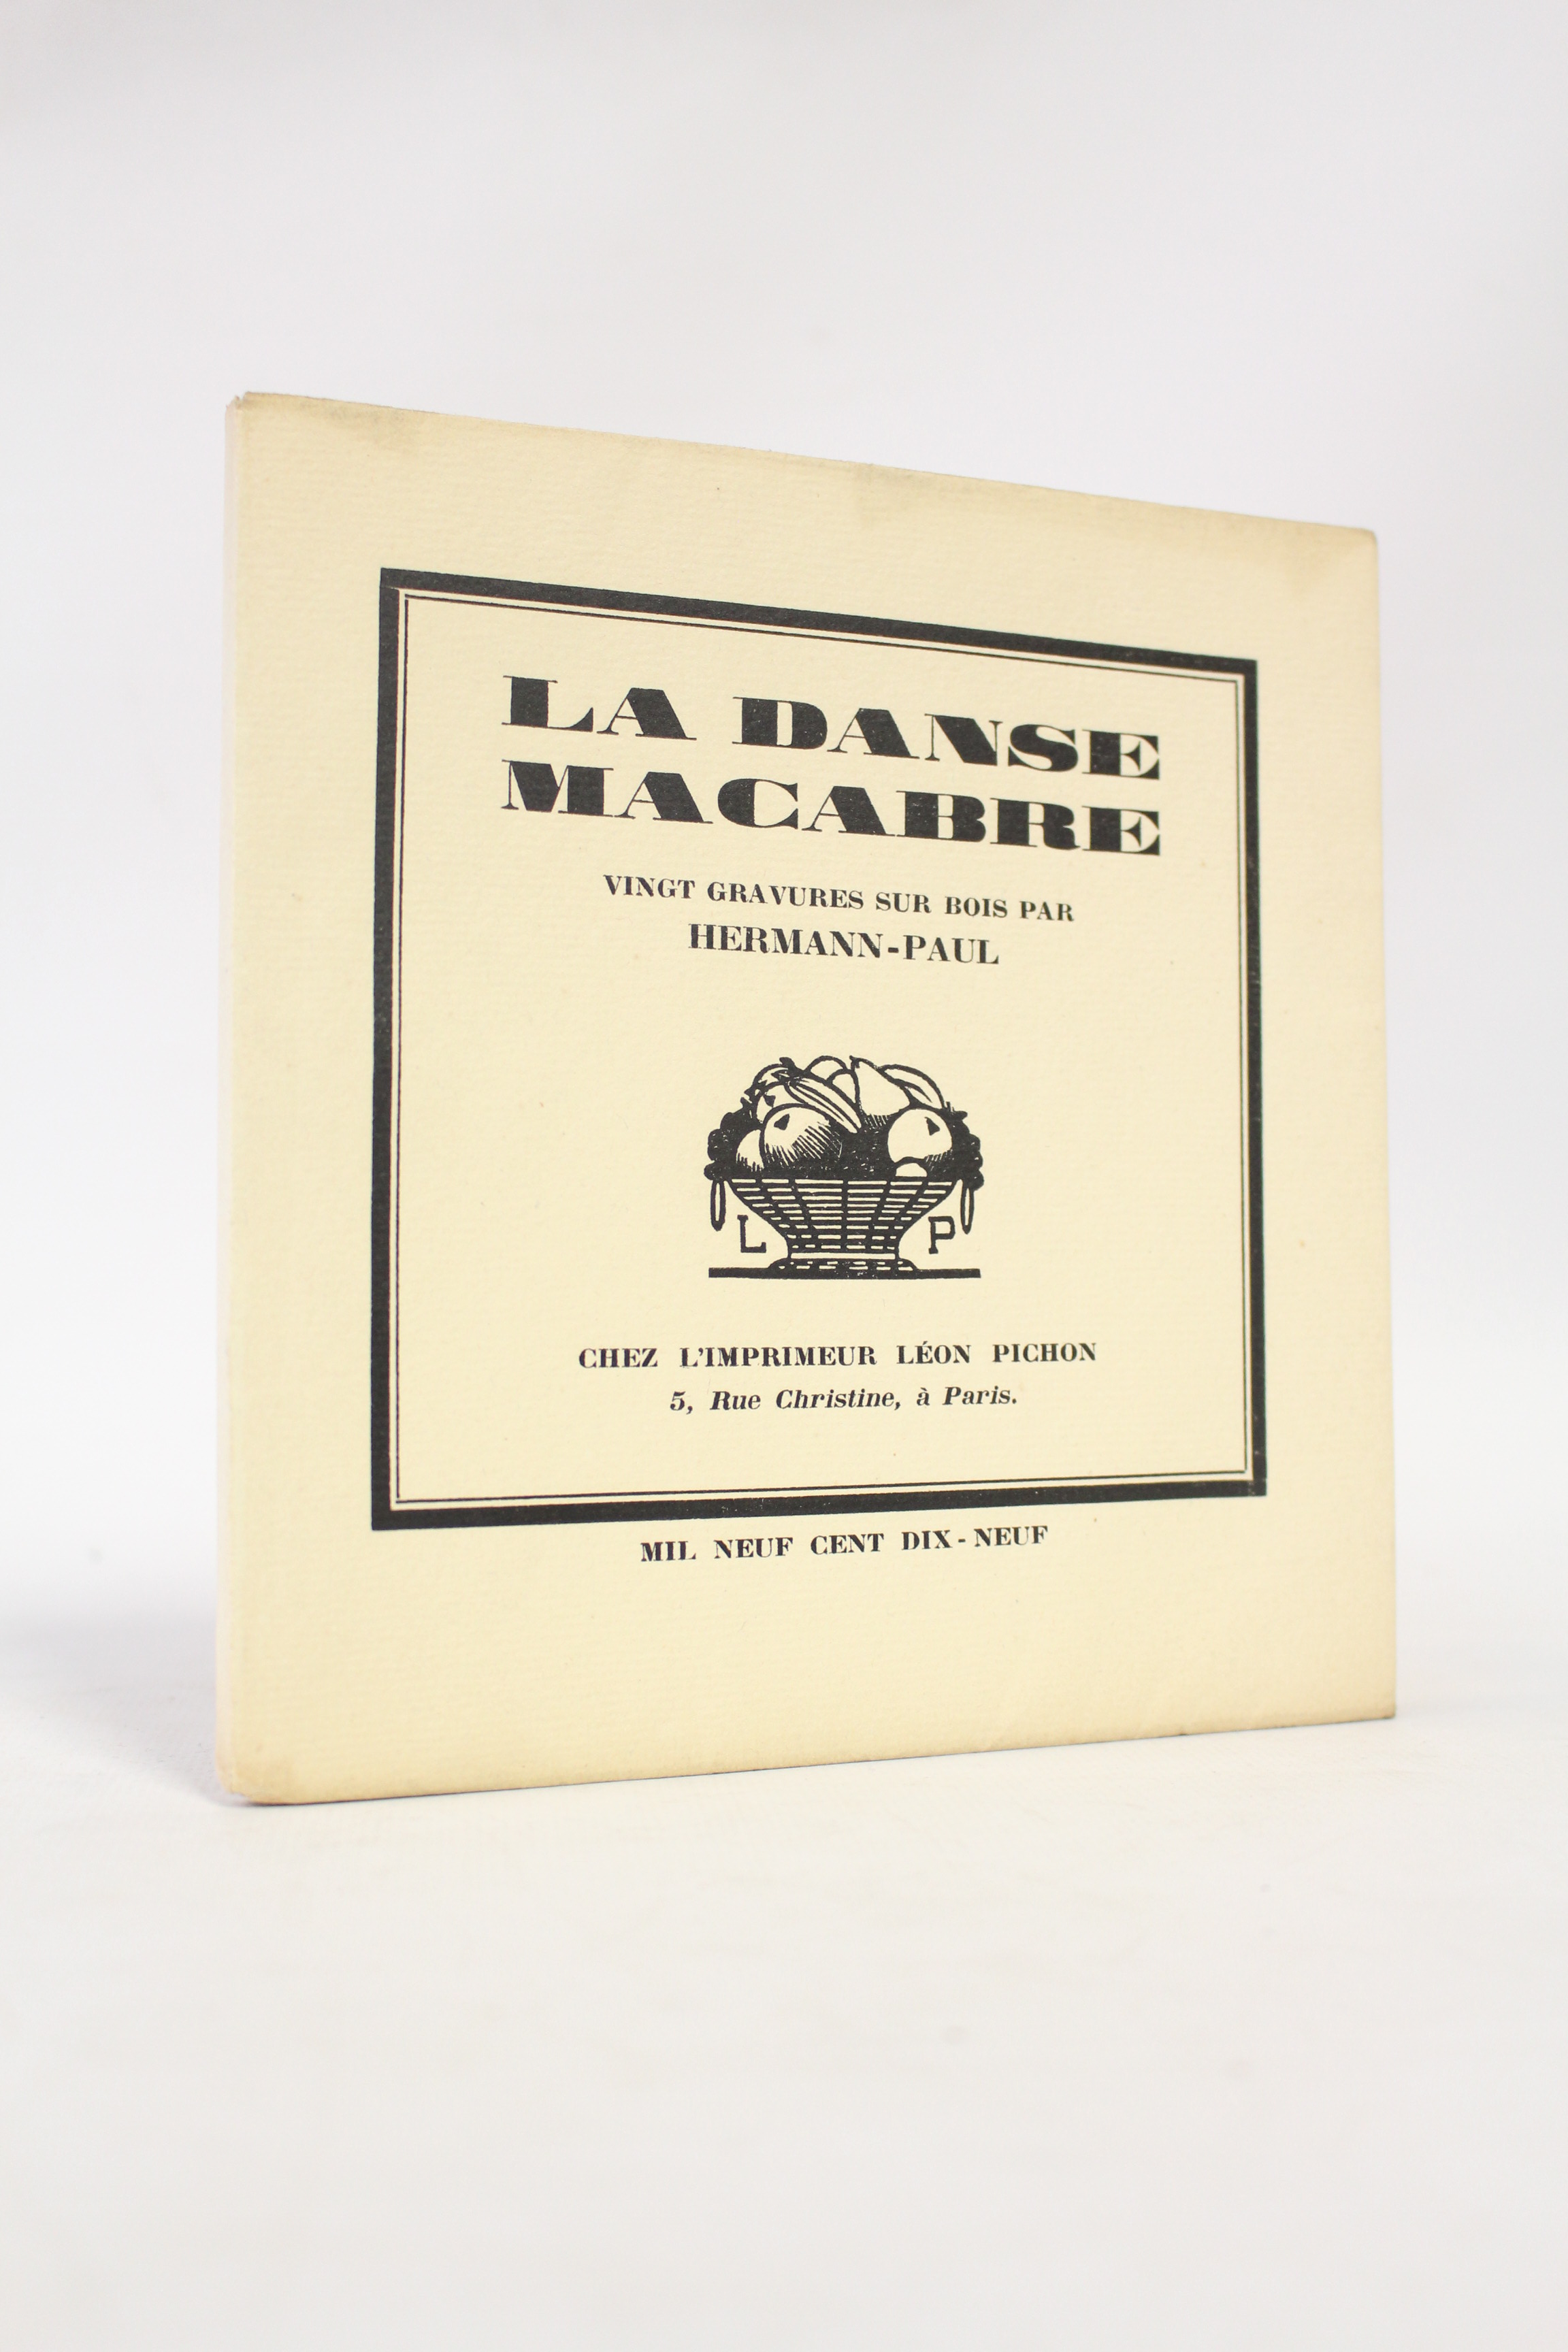 LA DANSE
MACABRE
VINGT GRAVURES SUR BOIS PAR
HERMANN-PAUL
L P
CHEZ L'IMPRIMEUR LÉON PICHON
5, Rue Christine, à Paris.
MIL NEUF CENT DIX-NEUF